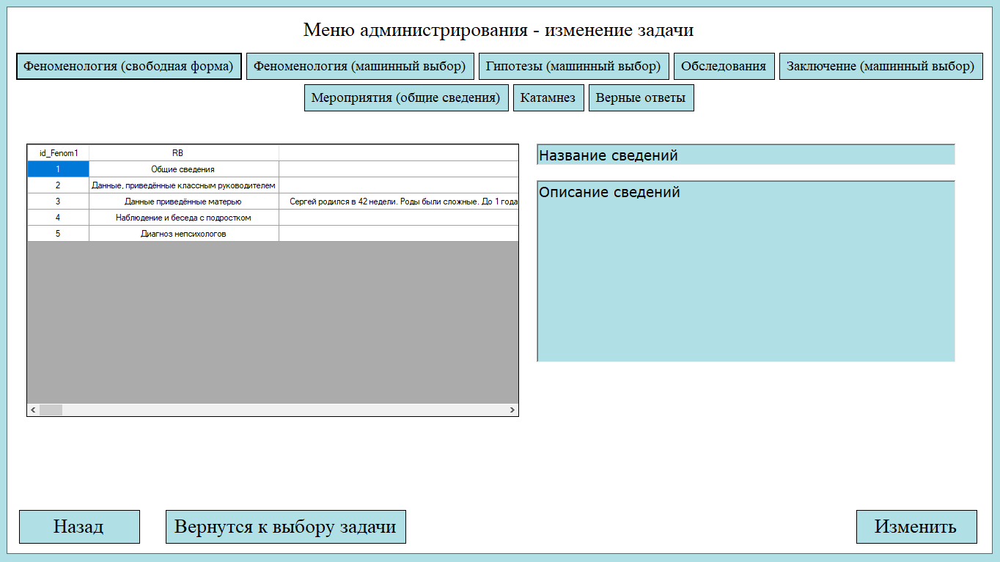 Меню администрирования - изменение задачи
Феноменология (свободная форма) Феноменология (машинный выбор) Гипотезы (машинный выбор) Обследования Заключение (машинный выбор)
Мероприятия (общие сведения) Катамнез Верные ответы
id_Fenom1 RB
1 Общие сведения
2 Данные, приведённые классным руководителем
3 Данные приведённые матерью Сергей родился в 42 недели. Роды были сложные. До 1 года
4 Наблюдение и беседа с подростком
5 Диагноз непсихологов
Название сведений
Описание сведений
Назад Вернутся к выбору задачи Изменить